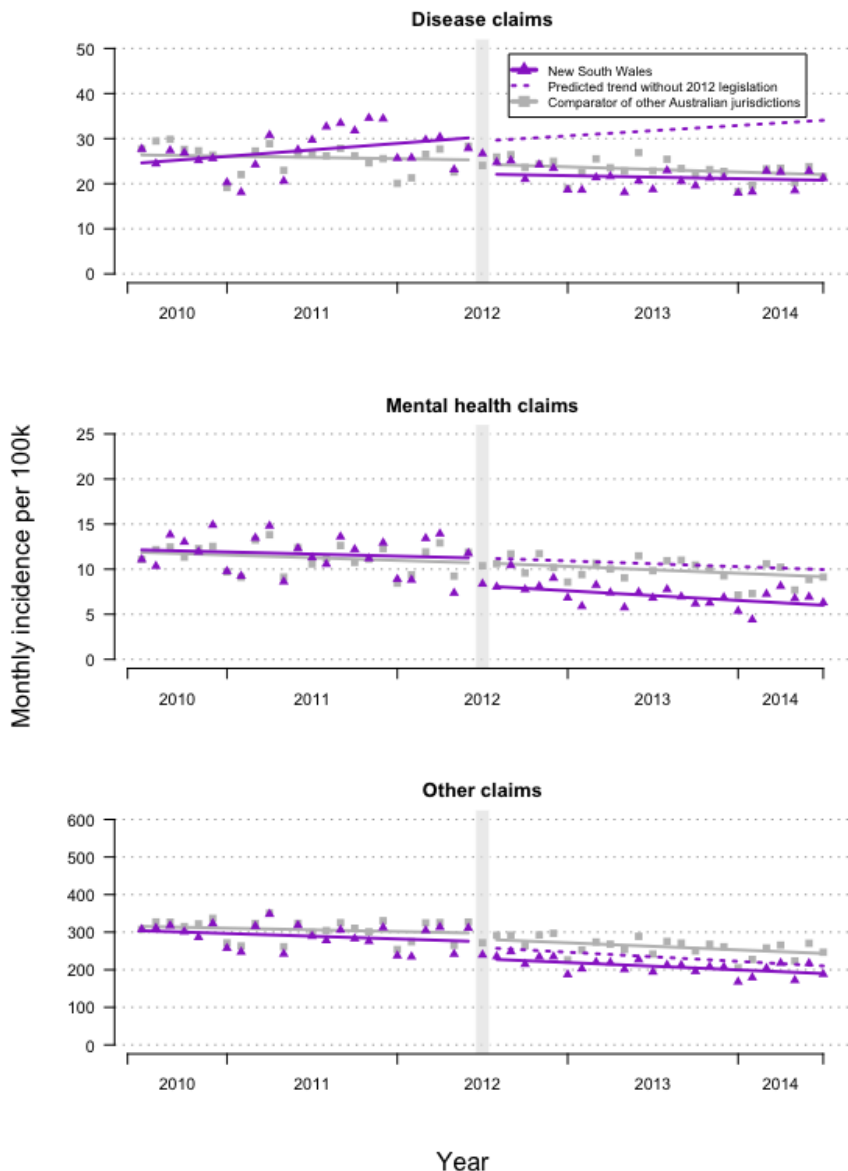 Disease claims
50
40
30
20
10
0
New South Wales
Predicted trend without 2012 legislation
Comparator of other Australian jurisdictions
2010 2011 2012 2013 2014
Mental health claims
25
20
15
10
5
0
2010 2011 2012 2013 2014
Monthly incidence per 100k
Other claims
600
500
400
300
200
100
0
2010 2011 2012 2013 2014
Year